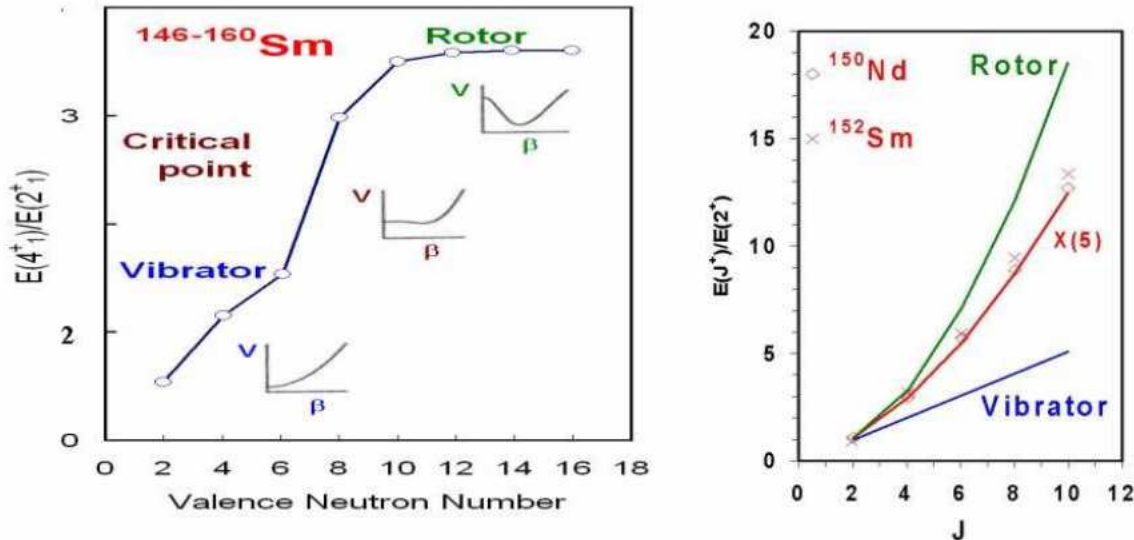 146-160Sm
Rotor
V
β
3
Critical
point
V
β
E(4⁺₁)/E(2⁺₁)
Vibrator
2
V
β
0
0 2 4 6 8 10 12 14 16 18
Valence Neutron Number
20
150Nd
Rotor
15
152Sm
E(J⁺)/E(2⁺)
10
X(5)
5
Vibrator
0
0 2 4 6 8 10 12
J